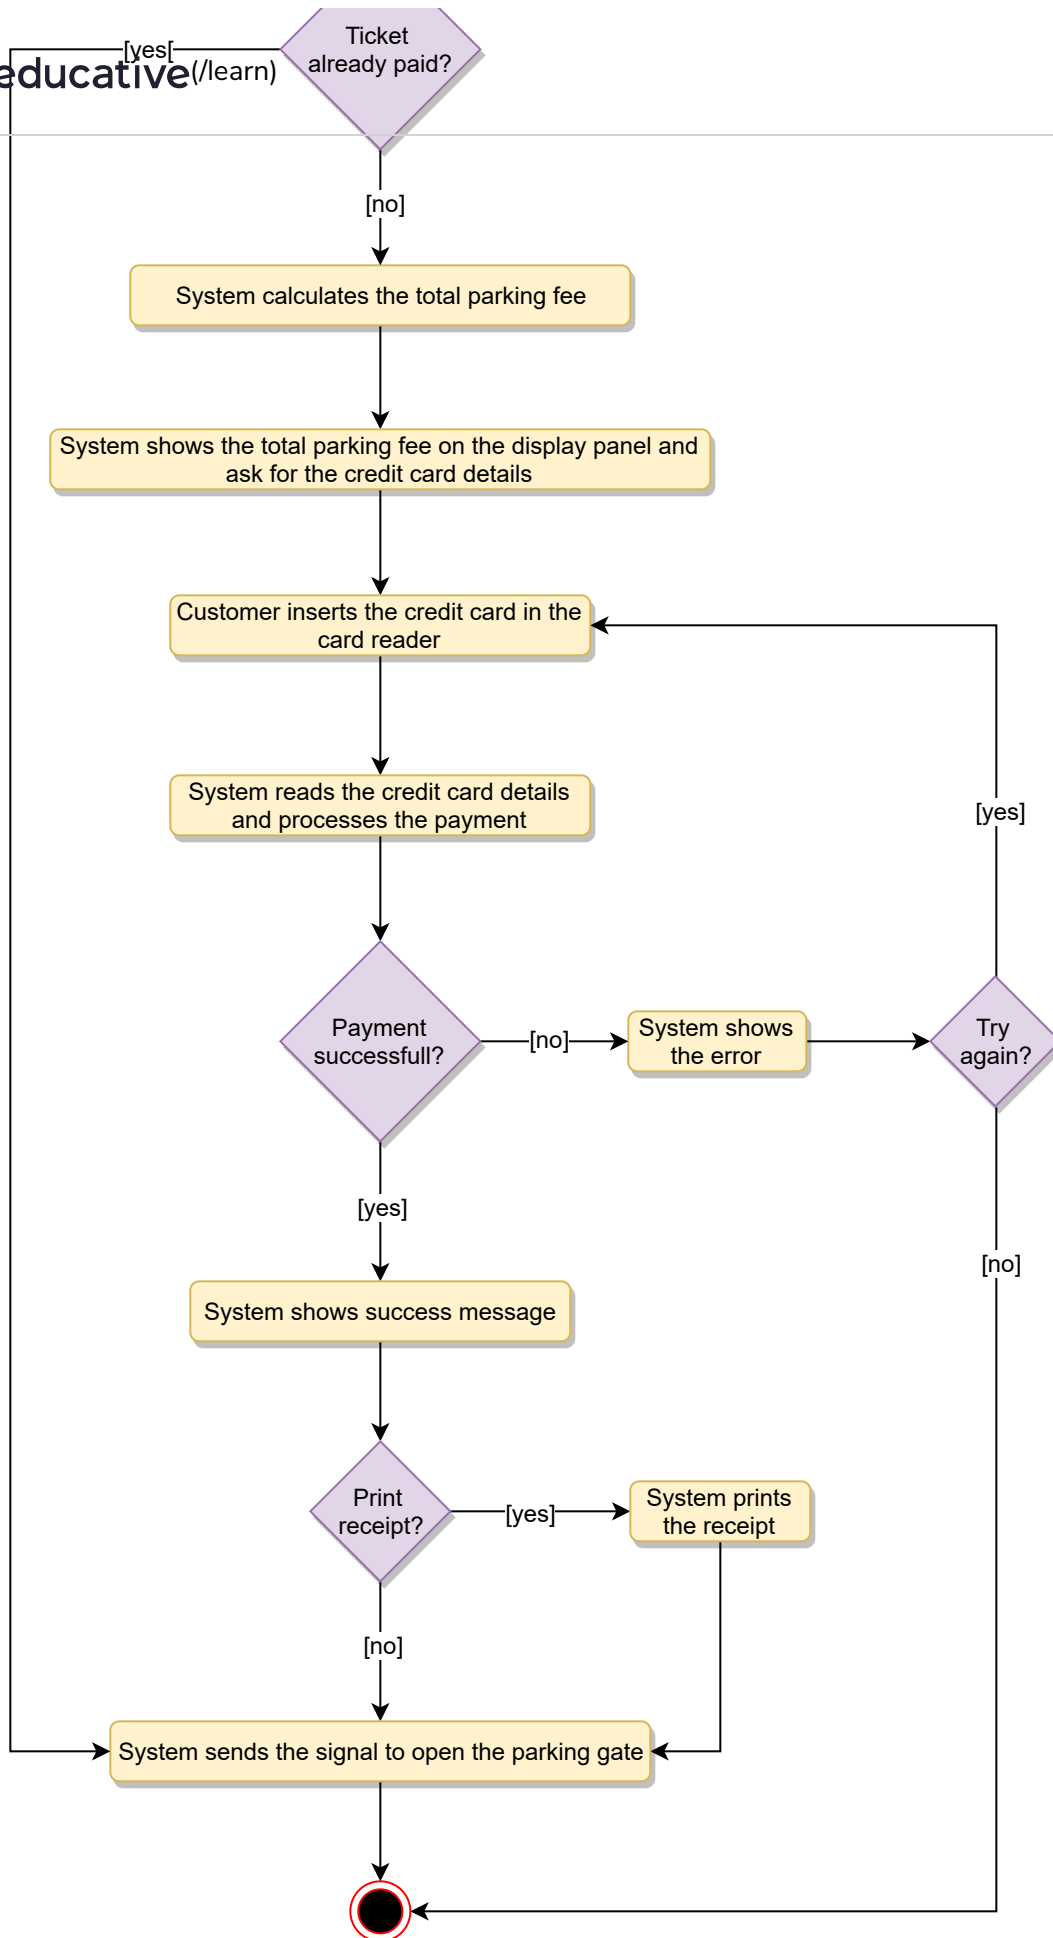 Ticket
already paid?
[yes[
educative(/learn)
[no]
System calculates the total parking fee
System shows the total parking fee on the display panel and
ask for the credit card details
Customer inserts the credit card in the
card reader
System reads the credit card details
and processes the payment
[yes]
Payment
successfull?
[no]
System shows
the error
Try
again?
[yes]
[no]
System shows success message
Print
receipt?
[yes]
System prints
the receipt
[no]
System sends the signal to open the parking gate